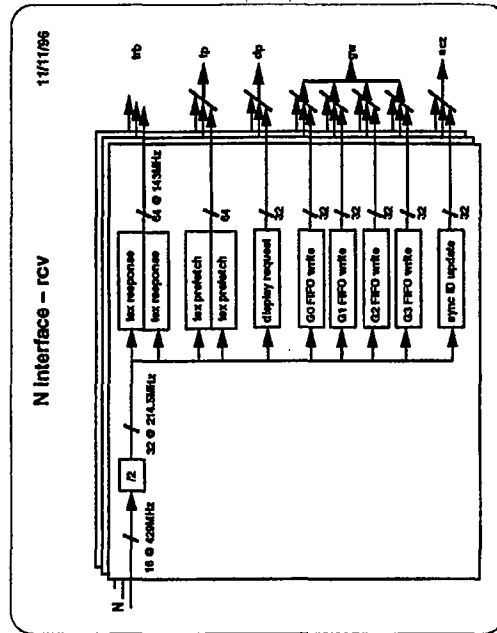 N interface – rcv
11/11/96
N
16 @ 429MHz
/2
32 @ 214.5MHz
tex response
tex response
64 @ 143MHz
trb
tex prefetch
tex prefetch
64
tp
display request
32
dp
G0 FIFO write
32
G1 FIFO write
32
G2 FIFO write
32
G3 FIFO write
32
gw
sync ID update
32